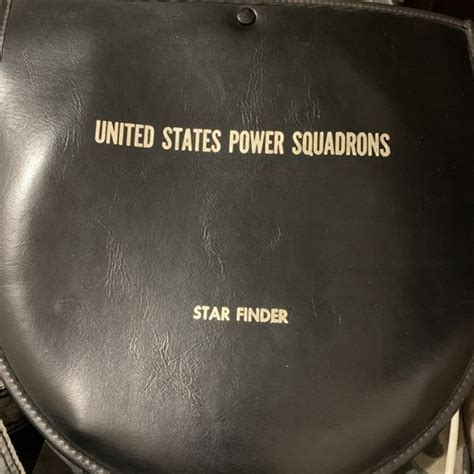 UNITED STATES POWER SQUADRONS
STAR FINDER